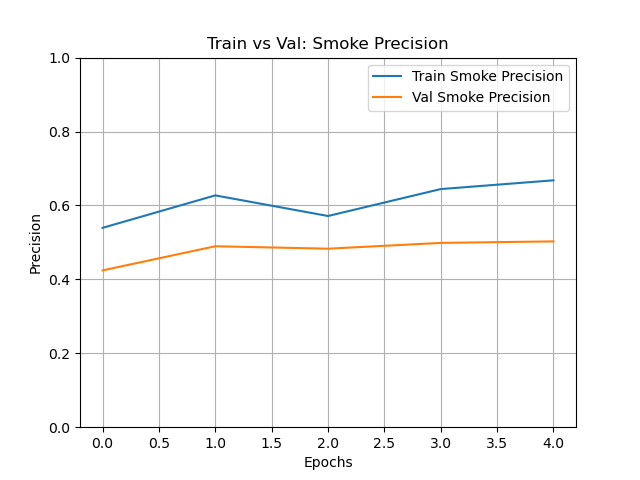 Train vs Val: Smoke Precision
Train Smoke Precision
Val Smoke Precision
Precision
1.0
0.8
0.6
0.4
0.2
0.0
0.0 0.5 1.0 1.5 2.0 2.5 3.0 3.5 4.0
Epochs